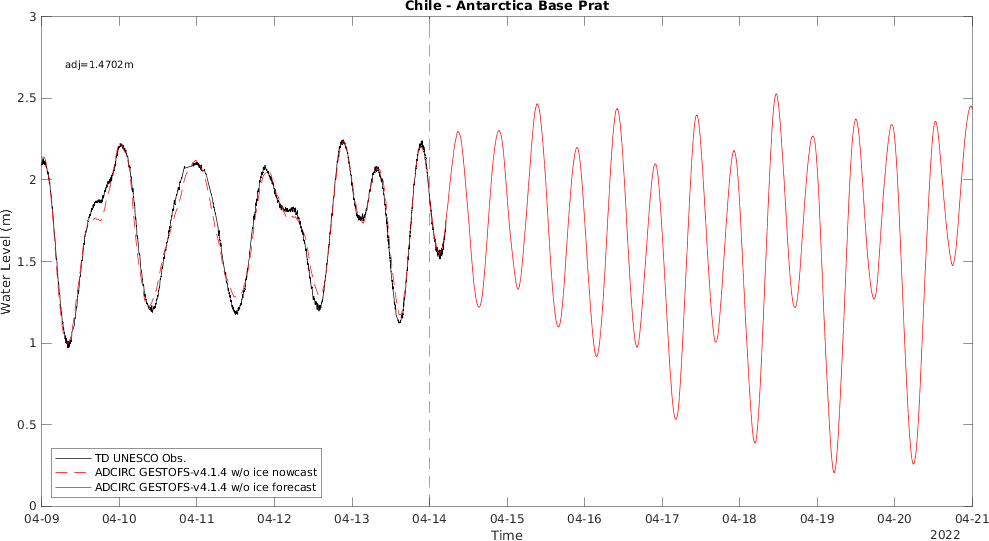 Chile - Antarctica Base Prat
3
adj=1.4702m
2.5
2
1.5
1
0.5
0
Water Level (m)
TD UNESCO Obs.
ADCIRC GESTOFS-v4.1.4 w/o ice nowcast
ADCIRC GESTOFS-v4.1.4 w/o ice forecast
04-09 04-10 04-11 04-12 04-13 04-14 04-15 04-16 04-17 04-18 04-19 04-20 04-21
Time
2022